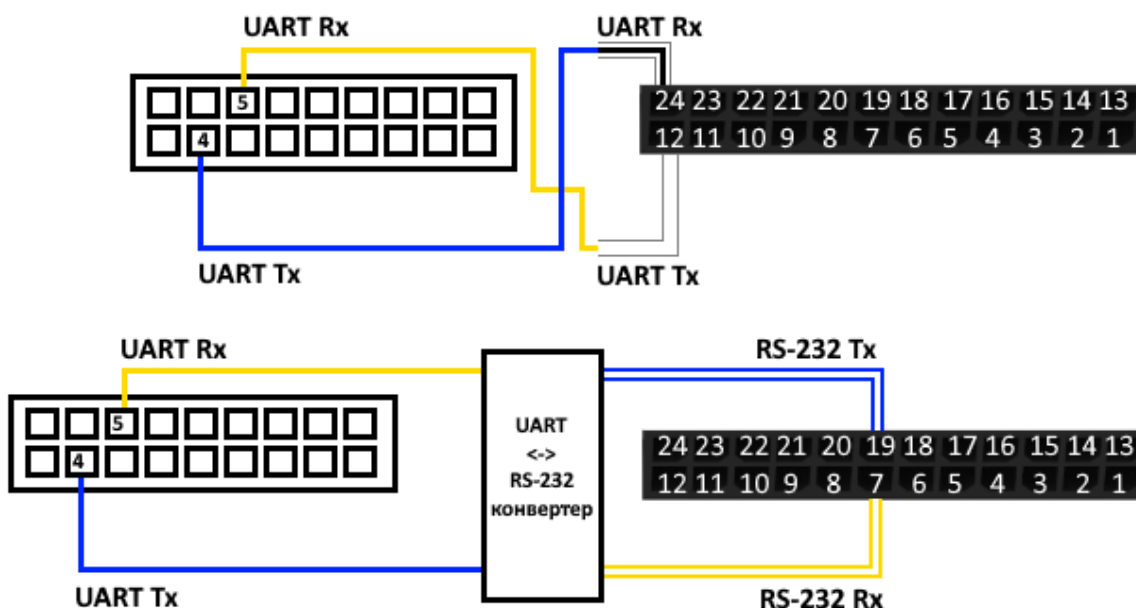 UART Rx UART Rx
5
24 23 22 21 20 19 18 17 16 15 14 13
4
12 11 10 9 8 7 6 5 4 3 2 1
UART Tx UART Tx
UART Rx RS-232 Tx
5
UART
<->
RS-232
конвертер
24 23 22 21 20 19 18 17 16 15 14 13
4
12 11 10 9 8 7 6 5 4 3 2 1
UART Tx RS-232 Rx